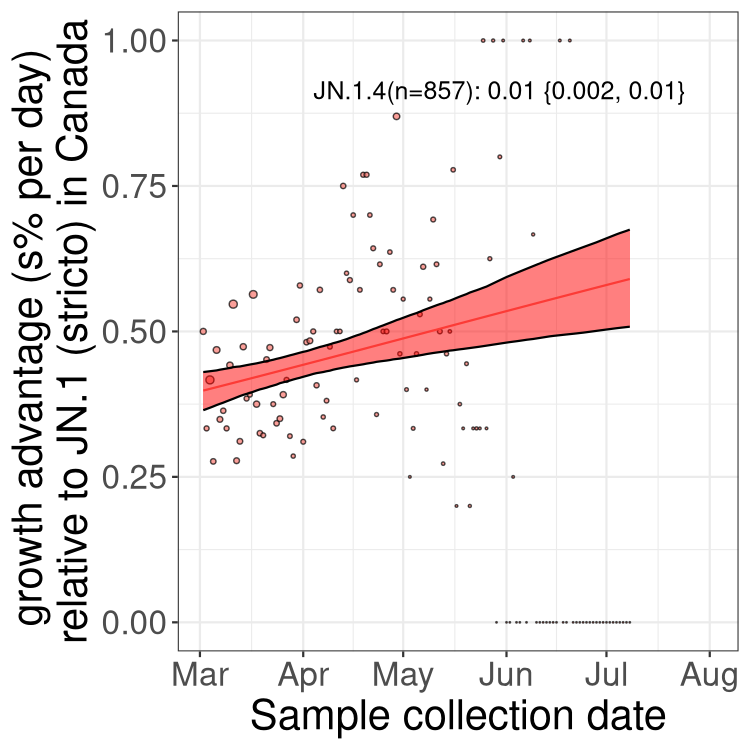 growth advantage (s% per day)
relative to JN.1 (stricto) in Canada
1.00
0.75
0.50
0.25
0.00
JN.1.4(n=857): 0.01 {0.002, 0.01}
Mar Apr May Jun Jul Aug
Sample collection date